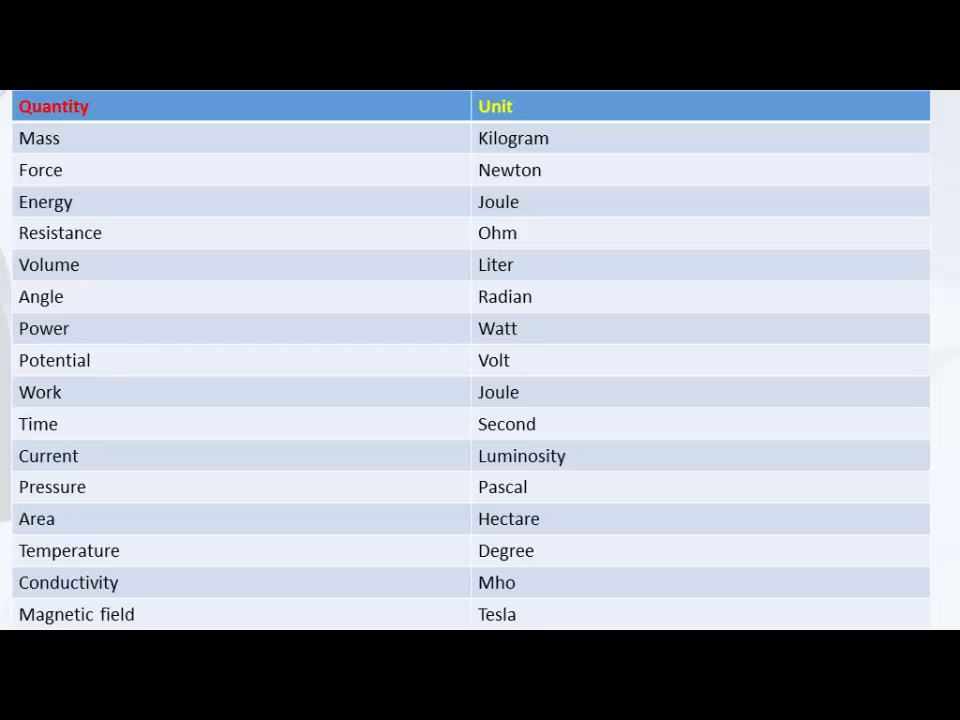 Quantity Unit
Mass Kilogram
Force Newton
Energy Joule
Resistance Ohm
Volume Liter
Angle Radian
Power Watt
Potential Volt
Work Joule
Time Second
Current Luminosity
Pressure Pascal
Area Hectare
Temperature Degree
Conductivity Mho
Magnetic field Tesla